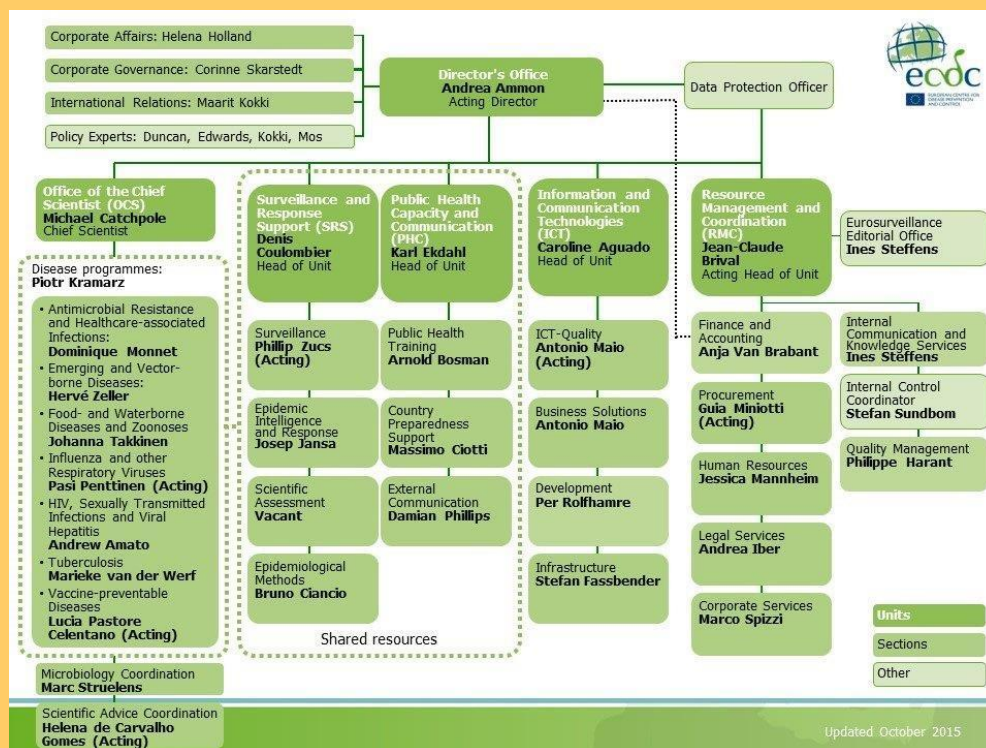 Corporate Affairs: Helena Holland
Corporate Governance: Corinne Skarstedt
International Relations: Maarit Kokki
Policy Experts: Duncan, Edwards, Kokki, Mos
Director's Office
Andrea Ammon
Acting Director
Data Protection Officer
ecdc
EUROPEAN CENTRE FOR
DISEASE PREVENTION
AND CONTROL
Office of the Chief
Scientist (OCS)
Michael Catchpole
Chief Scientist
Disease programmes:
Piotr Kramarz
• Antimicrobial Resistance
and Healthcare-associated
Infections:
Dominique Monnet
• Emerging and Vector-
borne Diseases:
Hervé Zeller
• Food- and Waterborne
Diseases and Zoonoses
Johanna Takkinen
• Influenza and other
Respiratory Viruses
Pasi Penttinen (Acting)
• HIV, Sexually Transmitted
Infections and Viral
Hepatitis
Andrew Amato
• Tuberculosis
Marieke van der Werf
• Vaccine-preventable
Diseases
Lucia Pastore
Celentano (Acting)
Microbiology Coordination
Marc Struelens
Scientific Advice Coordination
Helena de Carvalho
Gomes (Acting)
Surveillance and
Response
Support (SRS)
Denis
Coulombier
Head of Unit
Surveillance
Phillip Zucs
(Acting)
Epidemic
Intelligence
and Response
Josep Jansa
Scientific
Assessment
Vacant
Epidemiological
Methods
Bruno Ciancio
Public Health
Capacity and
Communication
(PHC)
Karl Ekdahl
Head of Unit
Public Health
Training
Arnold Bosman
Country
Preparedness
Support
Massimo Ciotti
External
Communication
Damian Phillips
Shared resources
Information and
Communication
Technologies
(ICT)
Caroline Aguado
Head of Unit
ICT-Quality
Antonio Maio
(Acting)
Business Solutions
Antonio Maio
Development
Per Rolfhamre
Infrastructure
Stefan Fassbender
Resource
Management and
Coordination
(RMC)
Jean-Claude
Brival
Acting Head of Unit
Eurosurveillance
Editorial Office
Ines Steffens
Finance and
Accounting
Anja Van Brabant
Procurement
Guia Miniotti
(Acting)
Human Resources
Jessica Mannheim
Legal Services
Andrea Iber
Corporate Services
Marco Spizzi
Internal
Communication and
Knowledge Services
Ines Steffens
Internal Control
Coordinator
Stefan Sundbom
Quality Management
Philippe Harant
Units
Sections
Other
Updated October 2015